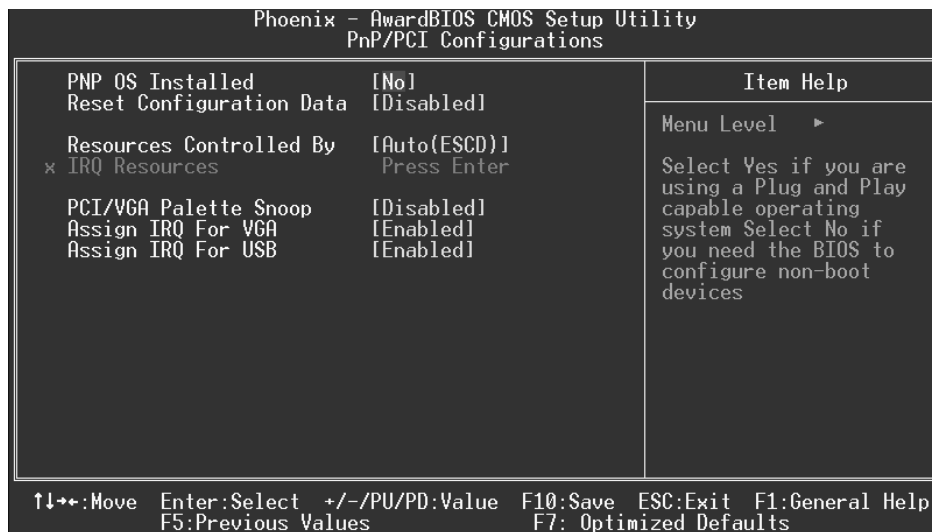 Phoenix - AwardBIOS CMOS Setup Utility
PnP/PCI Configurations
PNP OS Installed [No]
Reset Configuration Data [Disabled]
Resources Controlled By [Auto(ESCD)]
x IRQ Resources Press Enter
PCI/VGA Palette Snoop [Disabled]
Assign IRQ For VGA [Enabled]
Assign IRQ For USB [Enabled]
Item Help
Menu Level ►
Select Yes if you are
using a Plug and Play
capable operating
system Select No if
you need the BIOS to
configure non-boot
devices
↑↓→←:Move Enter:Select +/-/PU/PD:Value F10:Save ESC:Exit F1:General Help
F5:Previous Values F7: Optimized Defaults